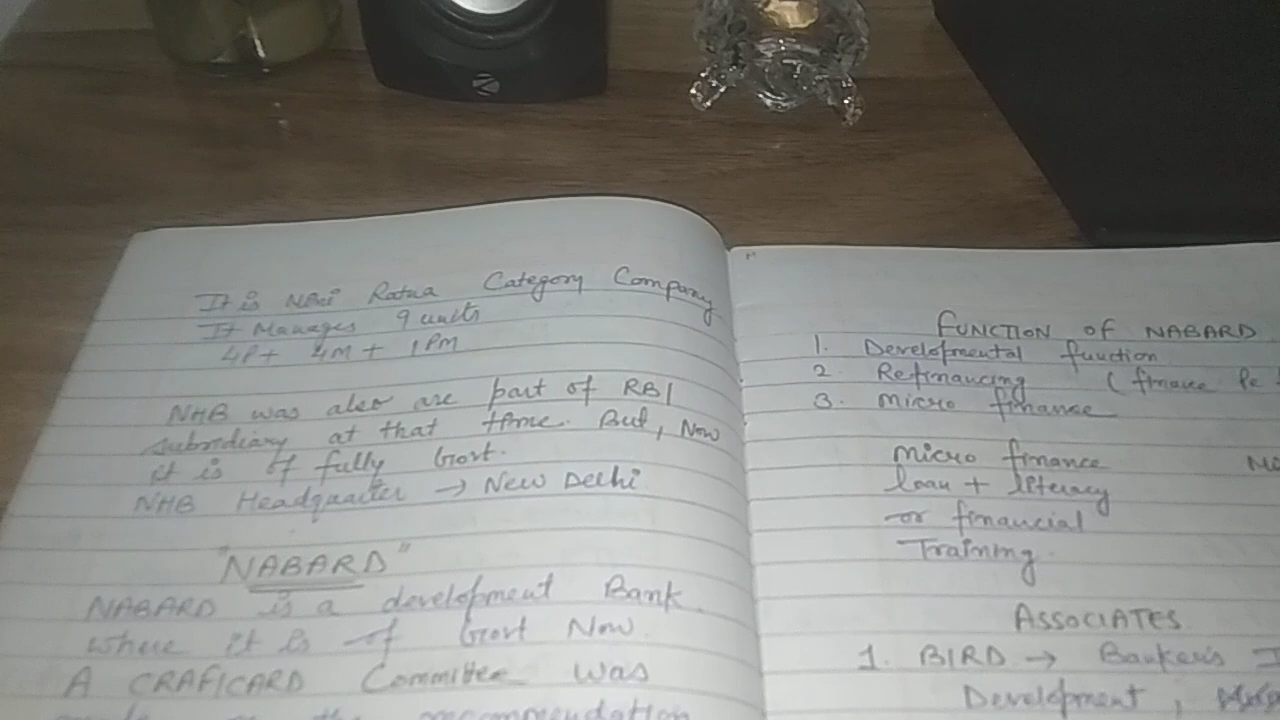 It is Mini Ratna Category Company
It Manages 9 units
4P+ 4M + 1PM
NHB was also are part of RBI
subsidiary at that time. But, Now
it is of fully Govt.
NHB Headquarter → New Delhi
"NABARD"
NABARD is a development Bank
where it is of Govt Now
A CRAFICARD Committee was
the recommendation
FUNCTION OF NABARD
1. Developmental function
2. Refinancing (finance
3. Micro finance
Micro finance
loan + literacy
or financial
Training.
ASSOCIATES
1. BIRD → Banker's
Development,